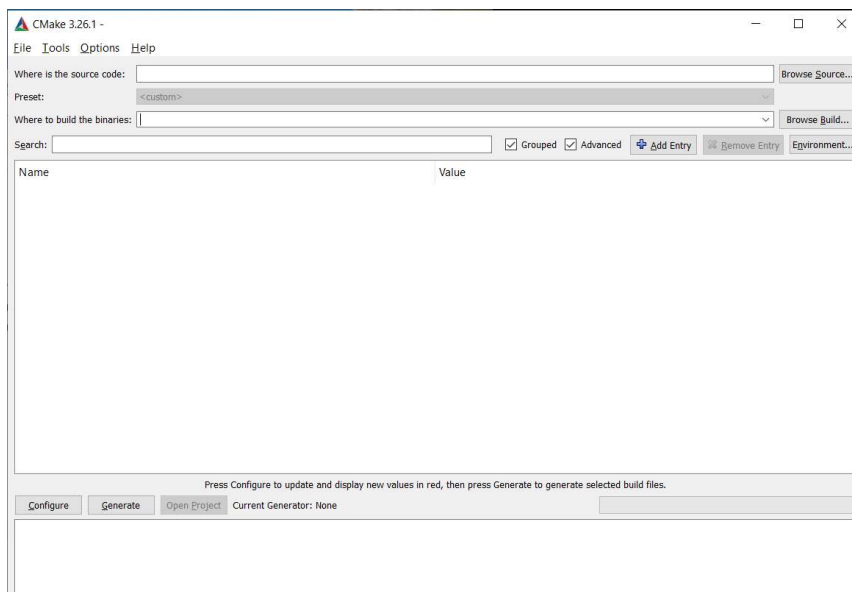 CMake 3.26.1 -
File Tools Options Help
Where is the source code: Browse Source...
Preset: <custom>
Where to build the binaries: Browse Build...
Search: Grouped Advanced Add Entry Remove Entry Environment...
Name Value
Press Configure to update and display new values in red, then press Generate to generate selected build files.
Configure Generate Open Project Current Generator: None